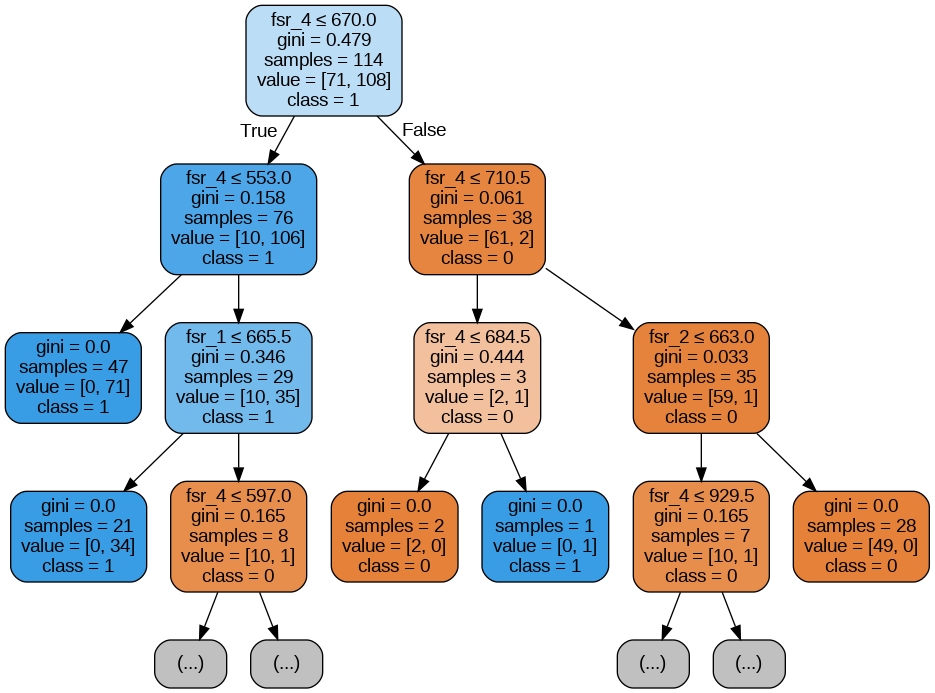 fsr_4 ≤ 670.0
gini = 0.479
samples = 114
value = [71, 108]
class = 1
True
False
fsr_4 ≤ 553.0
gini = 0.158
samples = 76
value = [10, 106]
class = 1
fsr_4 ≤ 710.5
gini = 0.061
samples = 38
value = [61, 2]
class = 0
gini = 0.0
samples = 47
value = [0, 71]
class = 1
fsr_1 ≤ 665.5
gini = 0.346
samples = 29
value = [10, 35]
class = 1
fsr_4 ≤ 684.5
gini = 0.444
samples = 3
value = [2, 1]
class = 0
fsr_2 ≤ 663.0
gini = 0.033
samples = 35
value = [59, 1]
class = 0
gini = 0.0
samples = 21
value = [0, 34]
class = 1
fsr_4 ≤ 597.0
gini = 0.165
samples = 8
value = [10, 1]
class = 0
gini = 0.0
samples = 2
value = [2, 0]
class = 0
gini = 0.0
samples = 1
value = [0, 1]
class = 1
fsr_4 ≤ 929.5
gini = 0.165
samples = 7
value = [10, 1]
class = 0
gini = 0.0
samples = 28
value = [49, 0]
class = 0
(...)
(...)
(...)
(...)